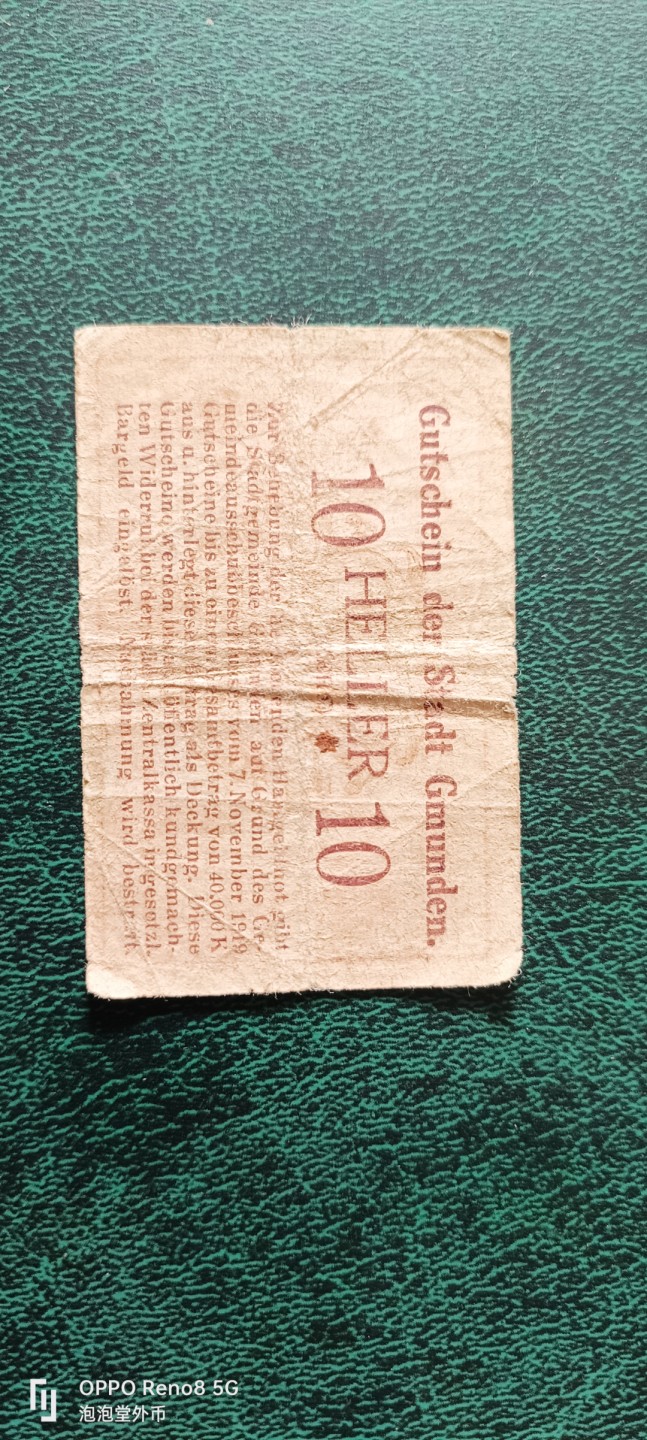 Gutschein der Stadt Gmunden.
10 HELLER 10
Zur Behebung der herrschenden Hartgeldnot gibt
die Stadtgemeinde Gmunden auf Grund des Ge-
meindeausschußbeschlusses vom 7. November 1919
Gutscheine bis zu einem Gesamtbetrag von 40.000 K
aus u. hinterlegt diesen Betrag als Deckung. Diese
Gutscheine werden bis zum öffentlich kundgemach-
ten Widerruf bei der städt. Zentralkassa in gesetzl.
Bargeld eingelöst. Nachahmung wird bestraft.
OPPO Reno8 5G
泡泡堂外币